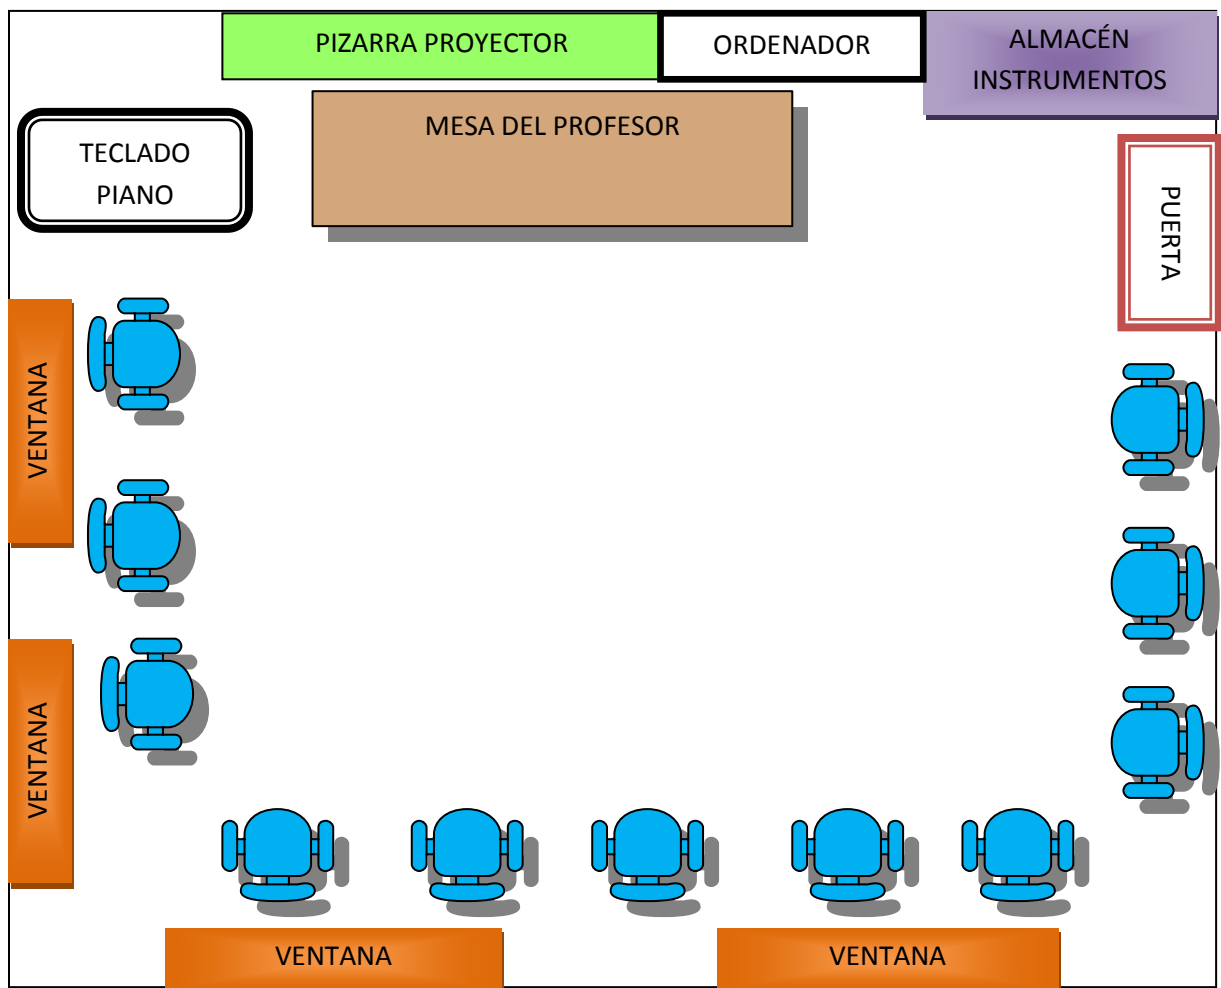 PIZARRA PROYECTOR
ORDENADOR
ALMACÉN
INSTRUMENTOS
MESA DEL PROFESOR
TECLADO
PIANO
PUERTA
VENTANA
VENTANA
VENTANA
VENTANA